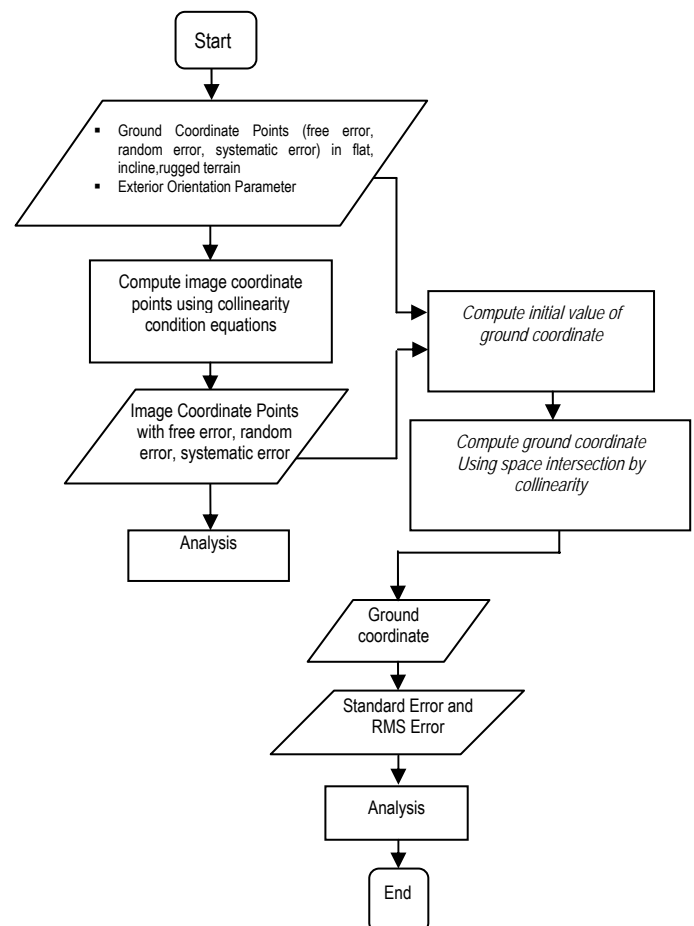 Start
▪ Ground Coordinate Points (free error,
random error, systematic error) in flat,
incline,rugged terrain
▪ Exterior Orientation Parameter
Compute image coordinate
points using collinearity
condition equations
Compute initial value of
ground coordinate
Image Coordinate Points
with free error, random
error, systematic error
Compute ground coordinate
Using space intersection by
collinearity
Analysis
Ground
coordinate
Standard Error and
RMS Error
Analysis
End